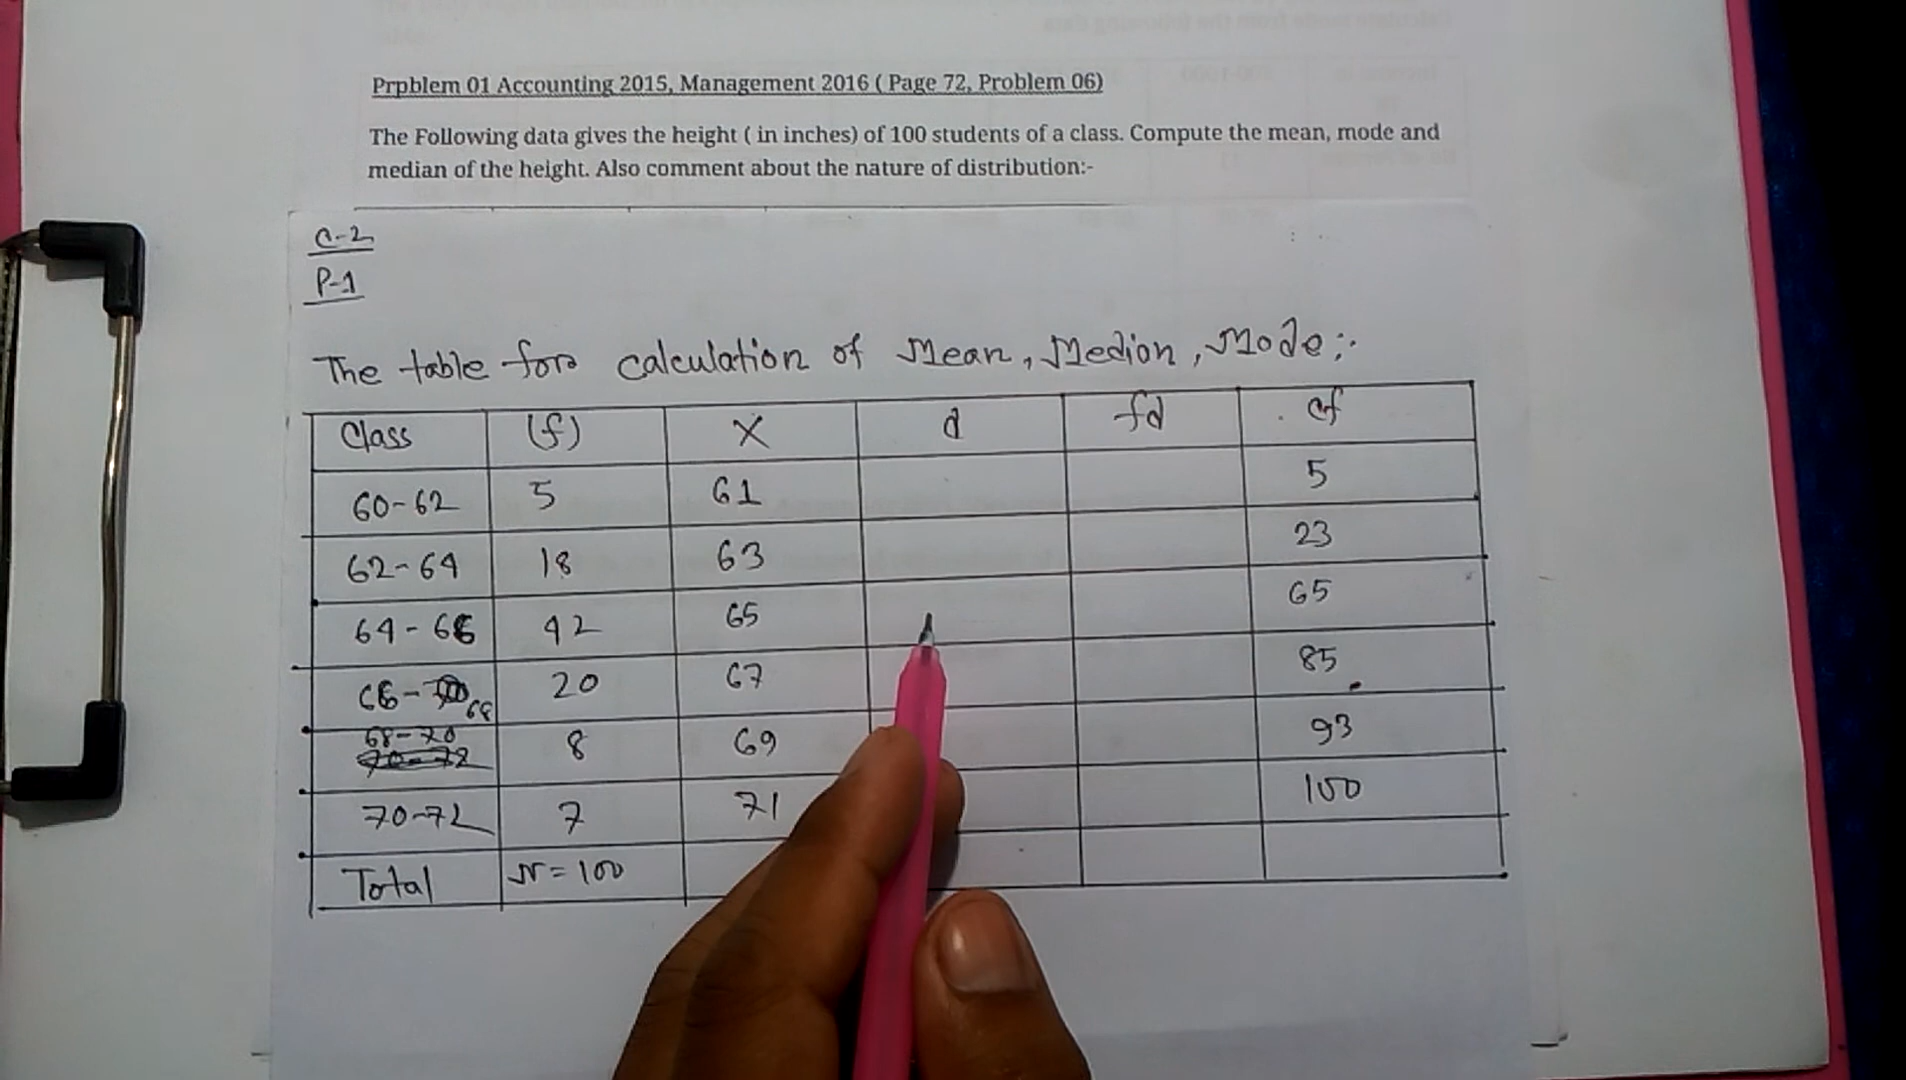 Prpblem 01 Accounting 2015, Management 2016 ( Page 72, Problem 06)
The Following data gives the height ( in inches) of 100 students of a class. Compute the mean, mode and
median of the height. Also comment about the nature of distribution:-
C-2
P-1
The table for calculation of Mean, Median, Mode:-
Class (f) X d fd cf
60-62 5 61 5
62-64 18 63 23
64-66 42 65 65
66-68 20 67 85
68-70 8 69 93
70-72
70-72 7 71 100
Total N = 100